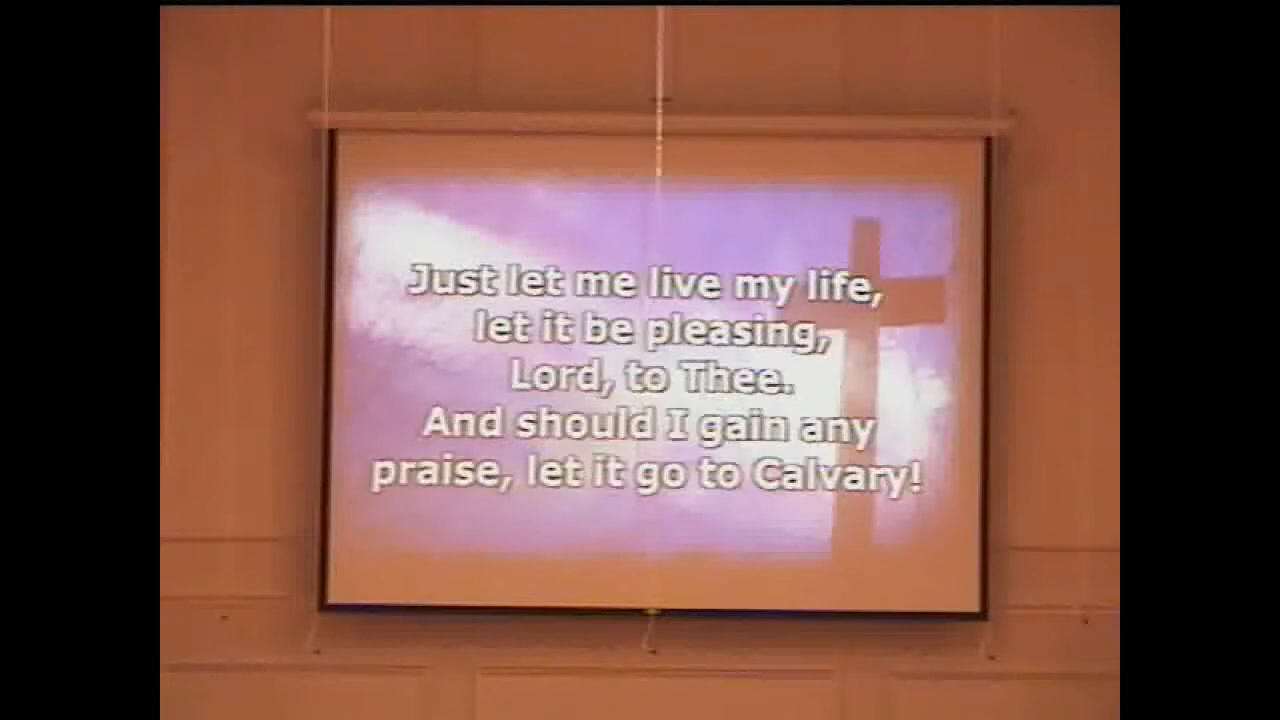 Just let me live my life,
let it be pleasing,
Lord, to Thee.
And should I gain any
praise, let it go to Calvary!